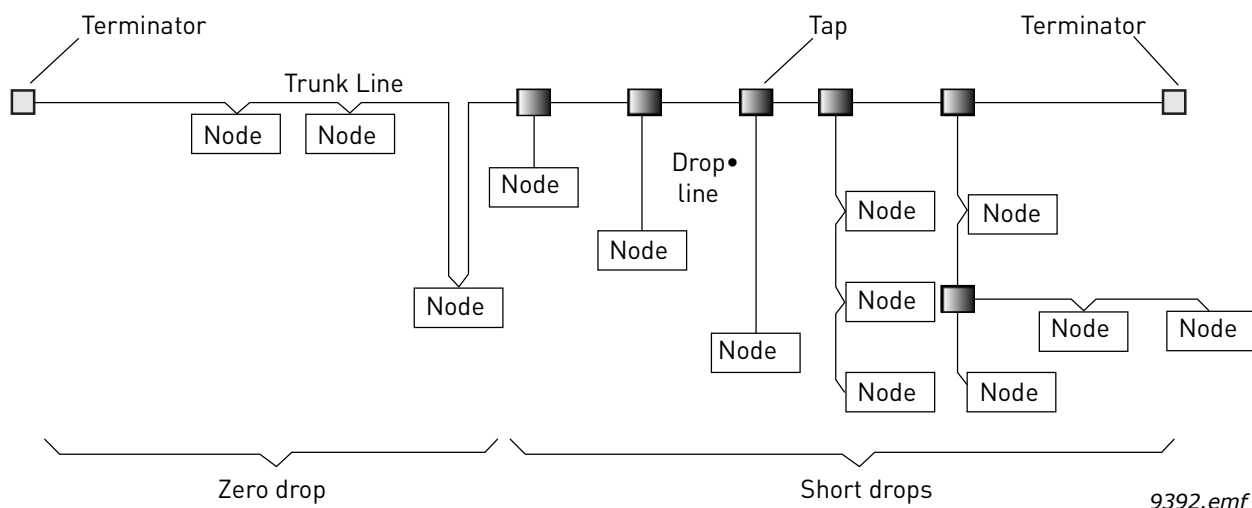 Terminator
Tap
Terminator
Trunk Line
Node
Node
Node
Drop•
line
Node
Node
Node
Node
Node
Node
Node
Node
Node
Node
Node
Node
Zero drop
Short drops
9392.emf